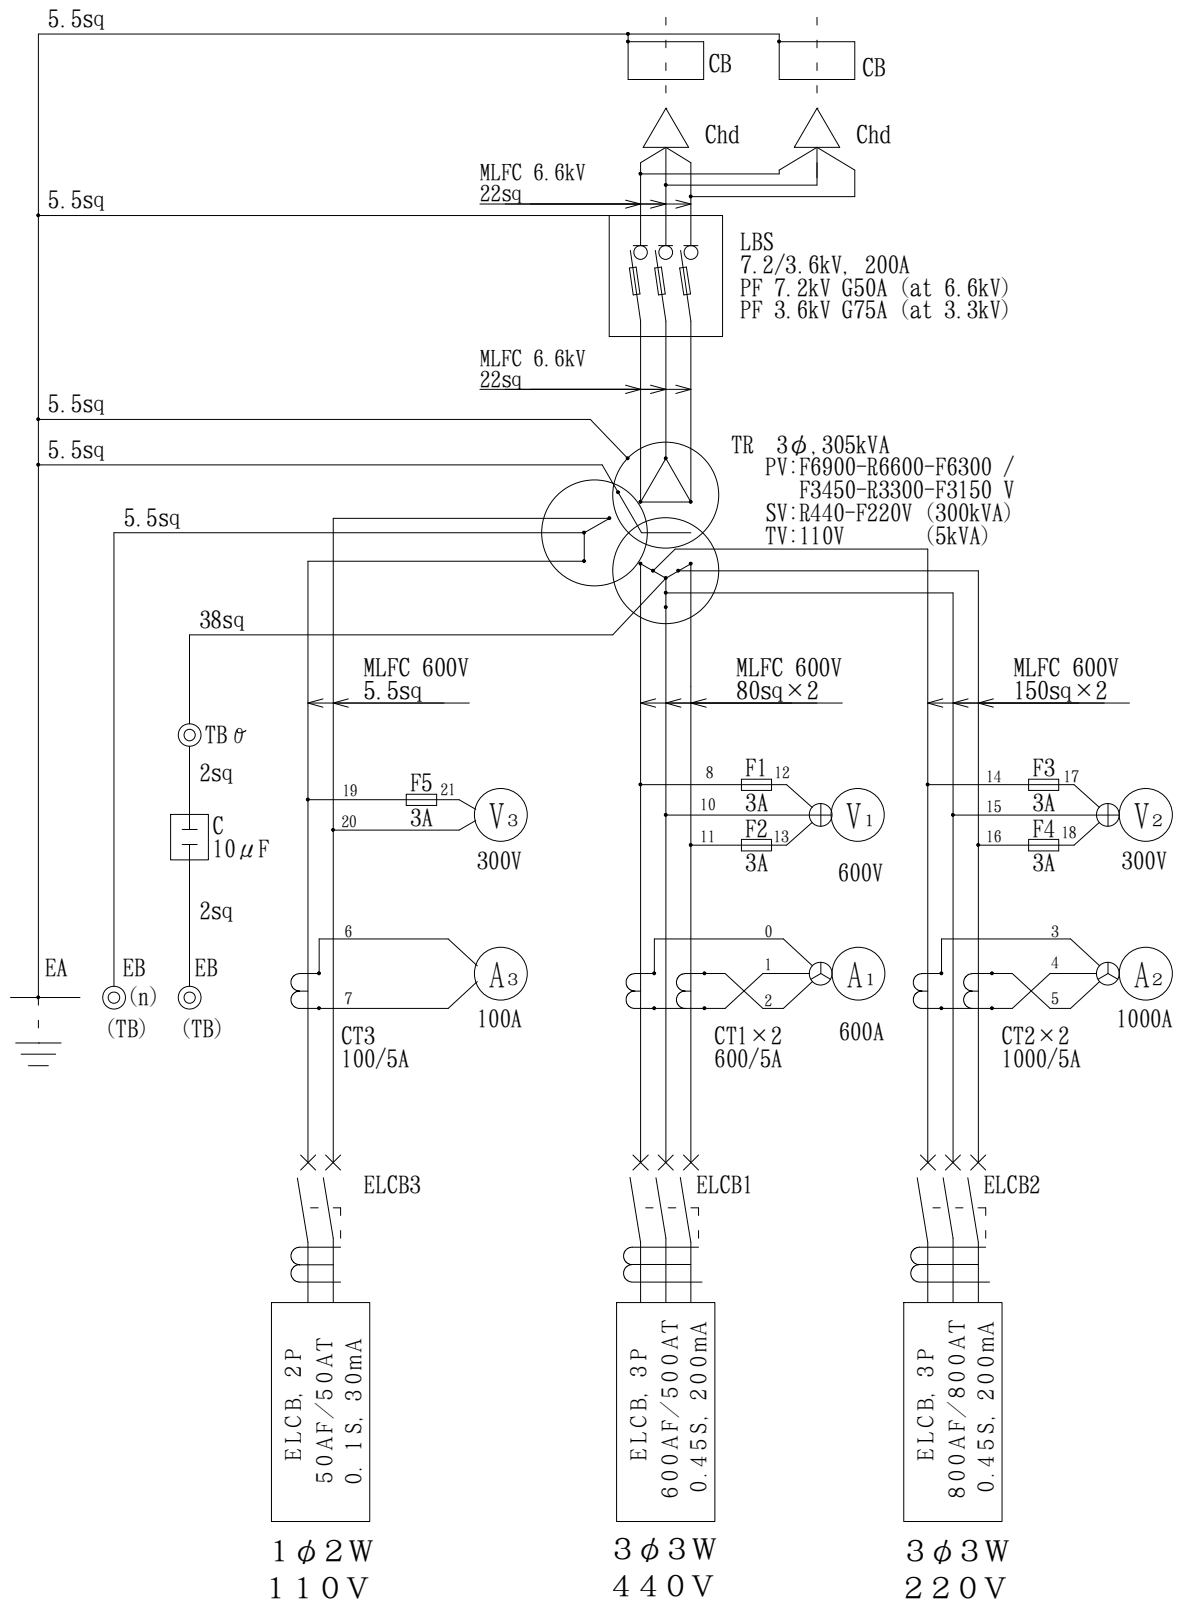 5.5sq
CB
CB
Chd
Chd
MLFC 6.6kV
22sq
5.5sq
LBS
7.2/3.6kV, 200A
PF 7.2kV G50A (at 6.6kV)
PF 3.6kV G75A (at 3.3kV)
MLFC 6.6kV
22sq
5.5sq
5.5sq
TR 3φ, 305kVA
PV:F6900-R6600-F6300 /
F3450-R3300-F3150 V
SV:R440-F220V (300kVA)
TV:110V (5kVA)
5.5sq
38sq
MLFC 600V
5.5sq
MLFC 600V
80sq×2
MLFC 600V
150sq×2
TB
2sq
C
10μF
2sq
19
F5
21
3A
20
V3
300V
8
F1
12
3A
10
11
F2
13
3A
V1
600V
14
F3
17
3A
15
16
F4
18
3A
V2
300V
EA
EB
(n)
(TB)
EB
(TB)
6
7
A3
100A
CT3
100/5A
0
1
2
A1
600A
CT1×2
600/5A
3
4
5
A2
1000A
CT2×2
1000/5A
ELCB3
ELCB1
ELCB2
ELCB, 2P
50AF/50AT
0.1S, 30mA
ELCB, 3P
600AF/500AT
0.45S, 200mA
ELCB, 3P
800AF/800AT
0.45S, 200mA
1φ2W
110V
3φ3W
440V
3φ3W
220V